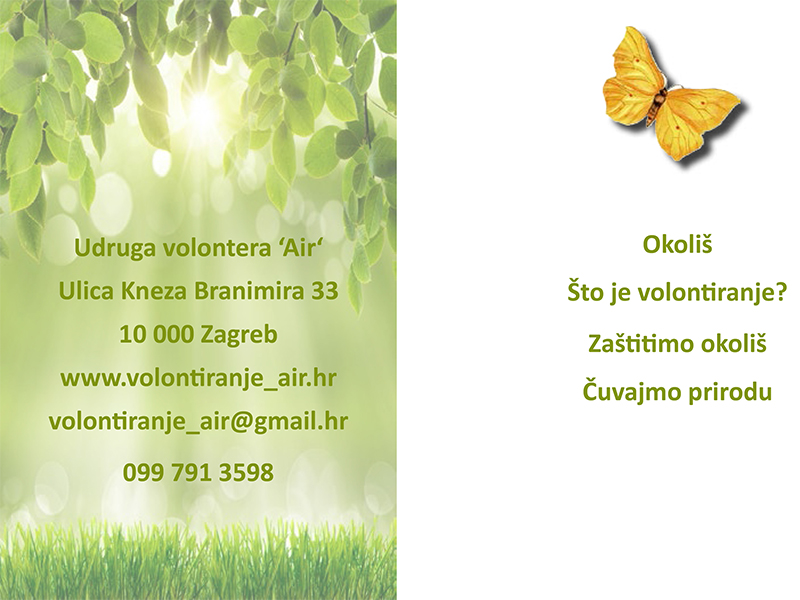 Udruga volontera ‘Air‘
Ulica Kneza Branimira 33
10 000 Zagreb
www.volontiranje_air.hr
volontiranje_air@gmail.hr
099 791 3598
Okoliš
Što je volontiranje?
Zaštitimo okoliš
Čuvajmo prirodu